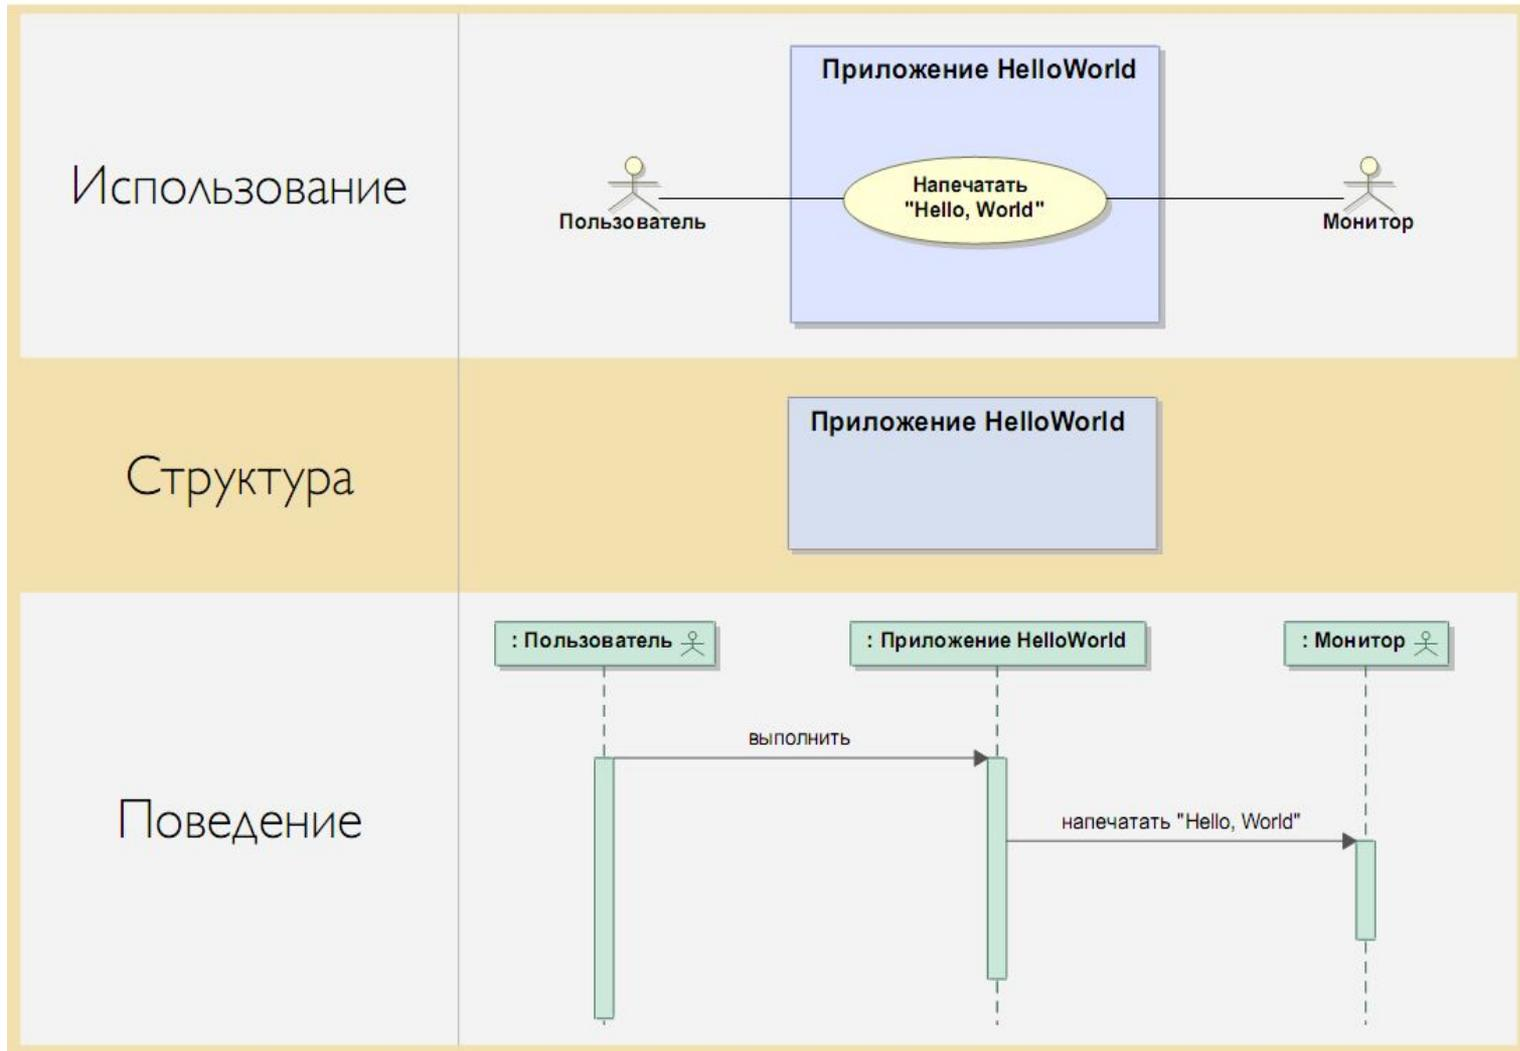 Использование
Приложение HelloWorld
Напечатать
"Hello, World"
Пользователь
Монитор
Структура
Приложение HelloWorld
Поведение
: Пользователь
: Приложение HelloWorld
: Монитор
выполнить
напечатать "Hello, World"